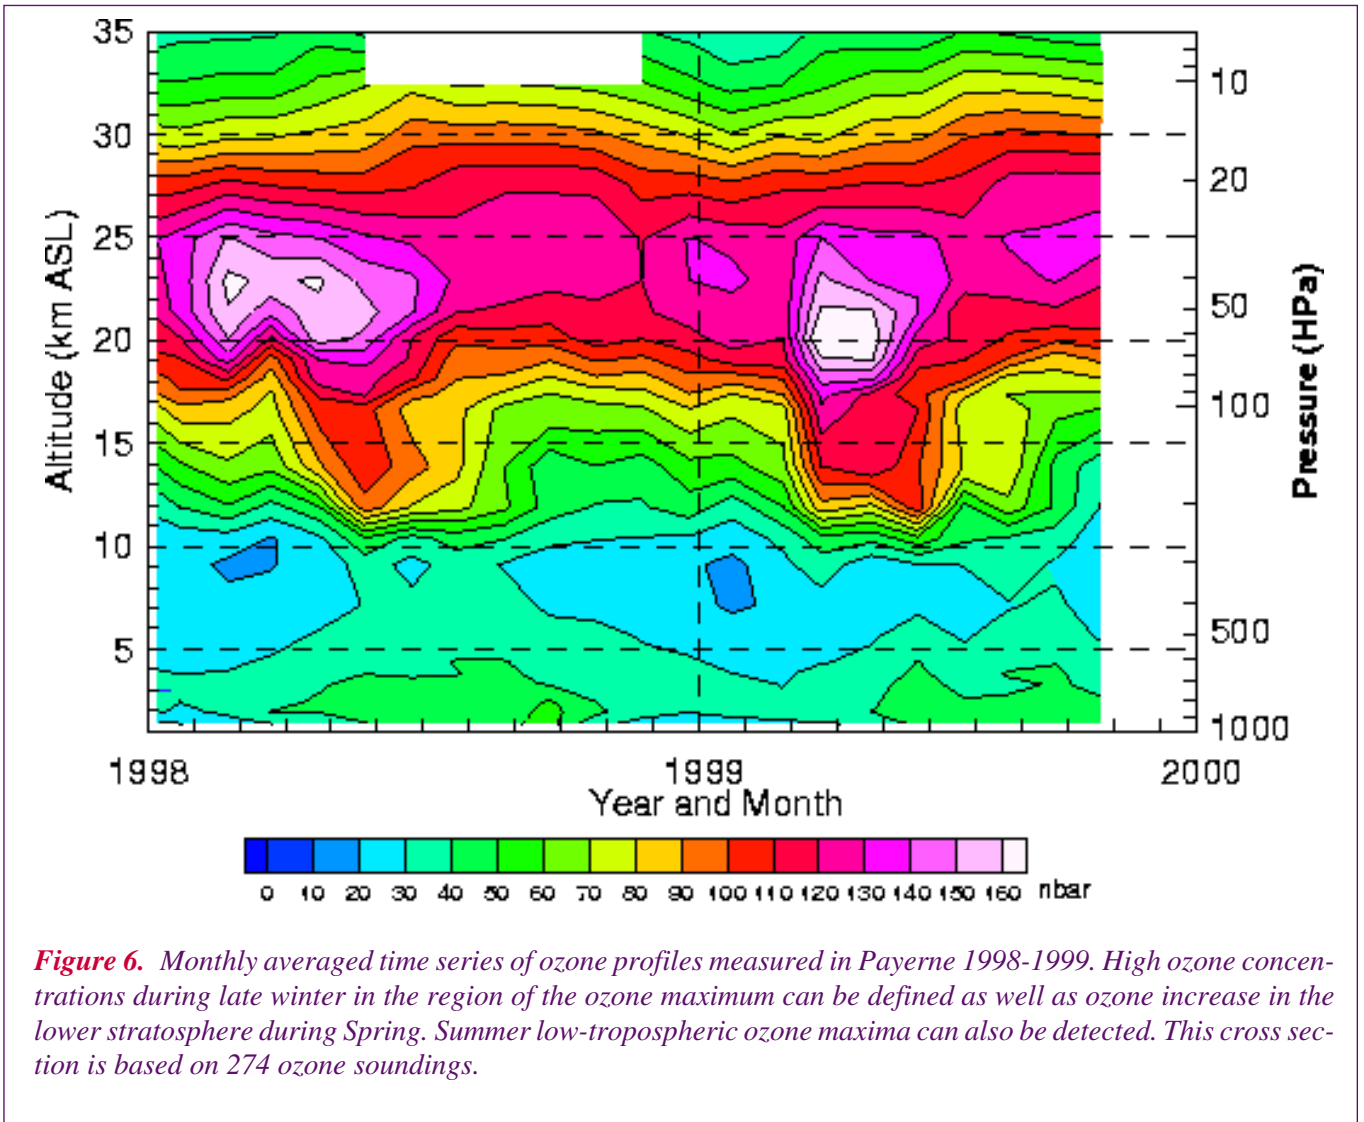 35
30
25
20
15
10
5
Altitude (km ASL)
10
20
50
100
500
1000
Pressure (HPa)
1998 1999 2000
Year and Month
0 10 20 30 40 50 60 70 80 90 100 110 120 130 140 150 160 nbar
Figure 6. Monthly averaged time series of ozone profiles measured in Payerne 1998-1999. High ozone concen-
trations during late winter in the region of the ozone maximum can be defined as well as ozone increase in the
lower stratosphere during Spring. Summer low-tropospheric ozone maxima can also be detected. This cross sec-
tion is based on 274 ozone soundings.